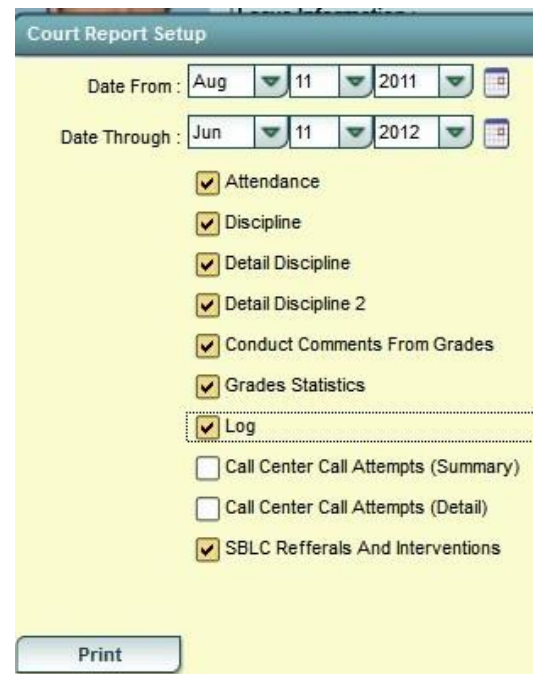 Locus Information :
Court Report Setup
Date From : Aug 11 2011
Date Through : Jun 11 2012
Attendance
Discipline
Detail Discipline
Detail Discipline 2
Conduct Comments From Grades
Grades Statistics
Log
Call Center Call Attempts (Summary)
Call Center Call Attempts (Detail)
SBLC Refferals And Interventions
Print